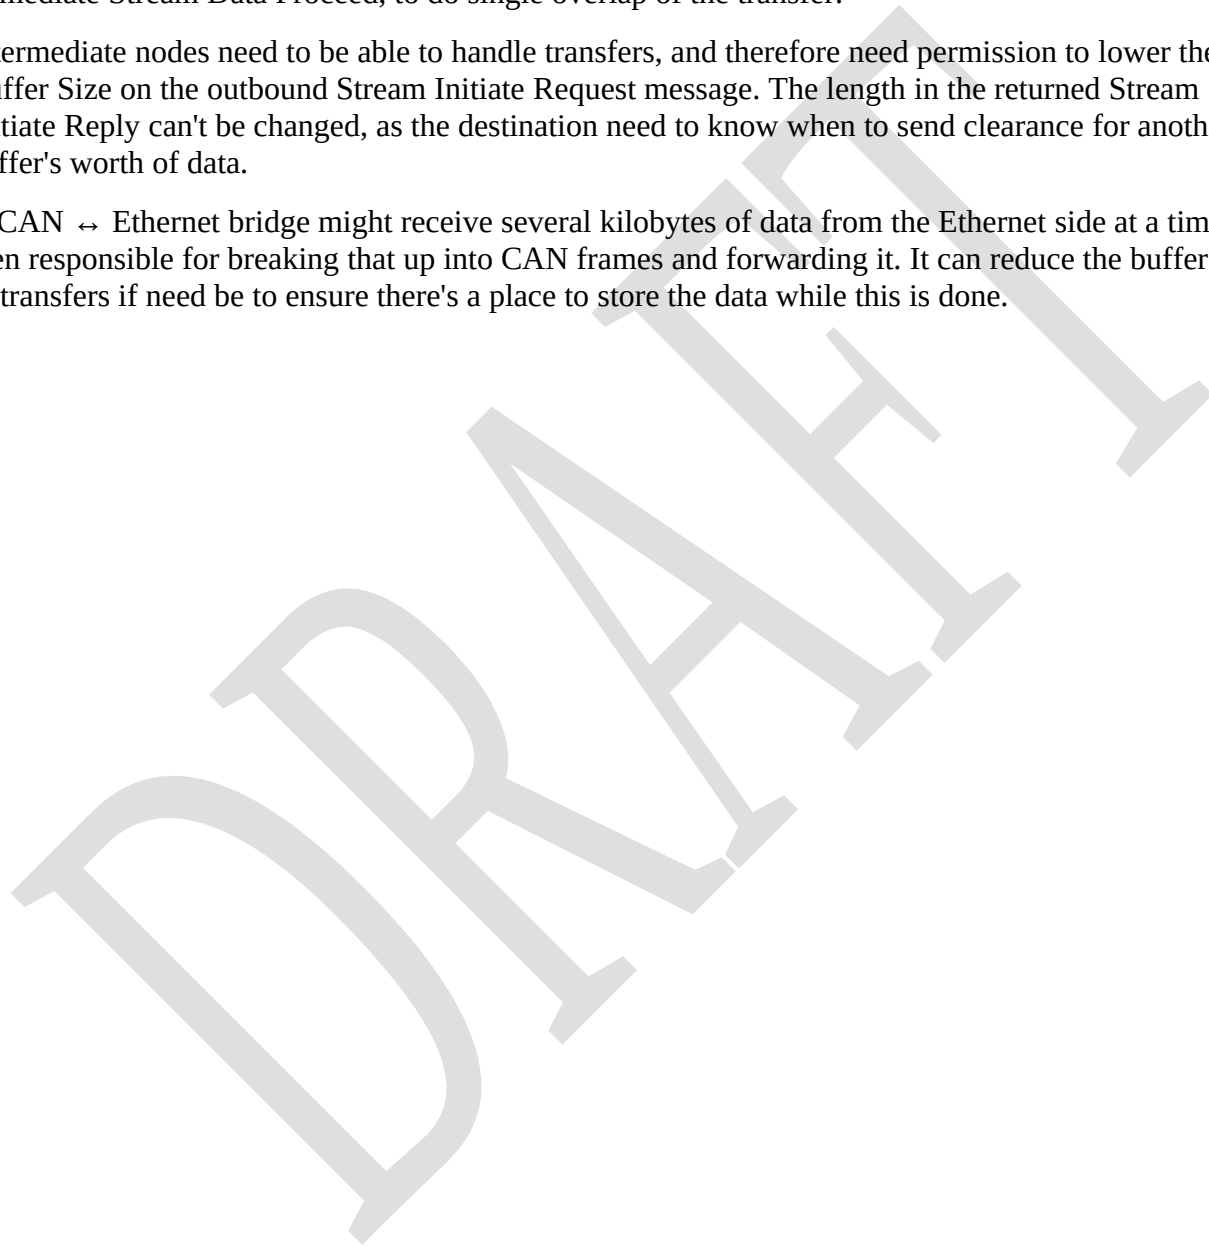 mediate Stream Data Proceed, to do single overlap of the transfer.
termediate nodes need to be able to handle transfers, and therefore need permission to lower the
ffer Size on the outbound Stream Initiate Request message. The length in the returned Stream
tiate Reply can't be changed, as the destination need to know when to send clearance for anoth
ffer's worth of data.
CAN ↔ Ethernet bridge might receive several kilobytes of data from the Ethernet side at a tim
en responsible for breaking that up into CAN frames and forwarding it. It can reduce the buffer
transfers if need be to ensure there's a place to store the data while this is done.
DRAFT